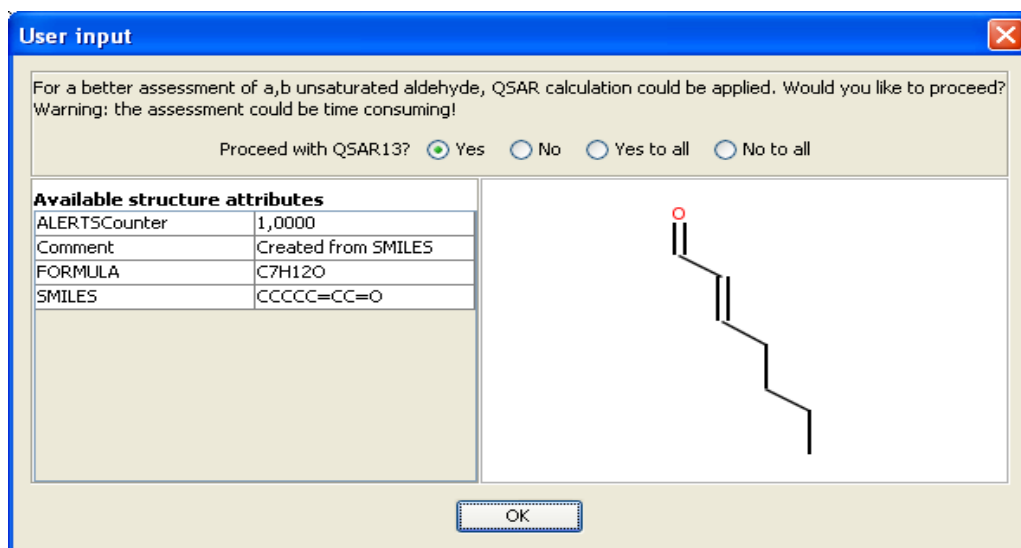 User input
For a better assessment of a,b unsaturated aldehyde, QSAR calculation could be applied. Would you like to proceed?
Warning: the assessment could be time consuming!
Proceed with QSAR13? Yes No Yes to all No to all
Available structure attributes
ALERTSCounter 1,0000
Comment Created from SMILES
FORMULA C7H12O
SMILES CCCCC=CC=O
O
OK